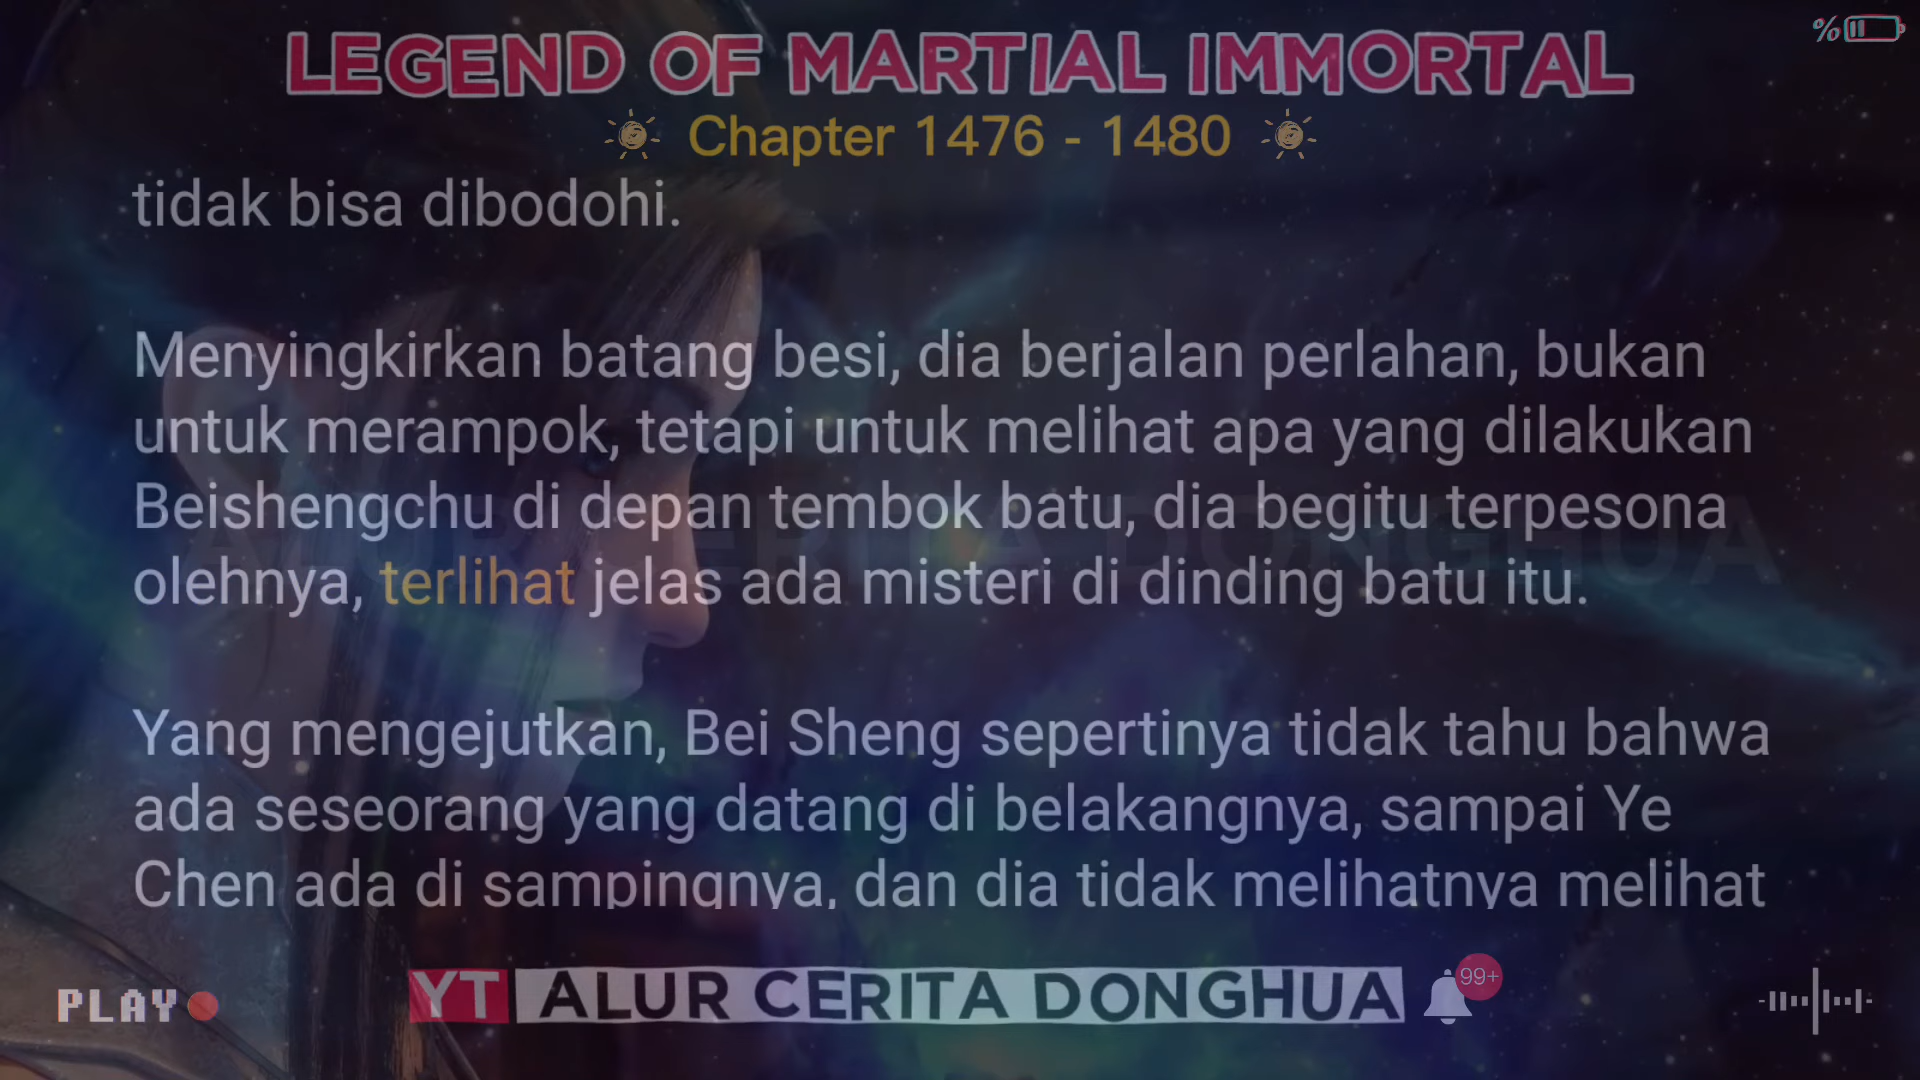 LEGEND OF MARTIAL IMMORTAL
%
Chapter 1476 - 1480
tidak bisa dibodohi.
Menyingkirkan batang besi, dia berjalan perlahan, bukan
untuk merampok, tetapi untuk melihat apa yang dilakukan
Beishengchu di depan tembok batu, dia begitu terpesona
olehnya, terlihat jelas ada misteri di dinding batu itu.
Yang mengejutkan, Bei Sheng sepertinya tidak tahu bahwa
ada seseorang yang datang di belakangnya, sampai Ye
Chen ada di sampingnya, dan dia tidak melihatnya melihat
PLAY
YT ALUR CERITA DONGHUA
99+
ALUR CERITA DONGHUA